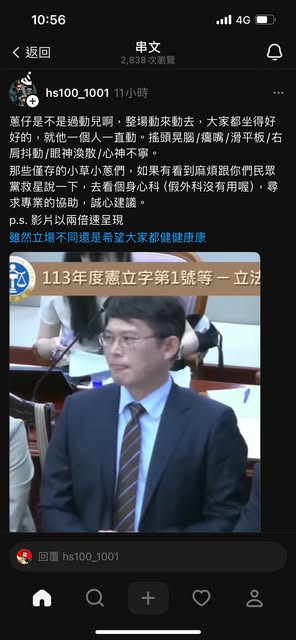 10:56
4G
返回
串文
2,838次瀏覽
hs100_1001 11小時
蔥仔是不是過動兒啊，整場動來動去，大家都坐得好
好的，就他一個人一直動。搖頭晃腦/癟嘴/滑平板/右
肩抖動/眼神渙散/心神不寧。
那些僅存的小草小蔥們，如果有看到麻煩跟你們民眾
黨救星說一下，去看個身心科 (假外科沒有用喔），尋
求專業的協助，誠心建議。
p.s. 影片以兩倍速呈現
雖然立場不同還是希望大家都健健康康
113年度憲立字第1號等 – 立法
回覆 hs100_1001